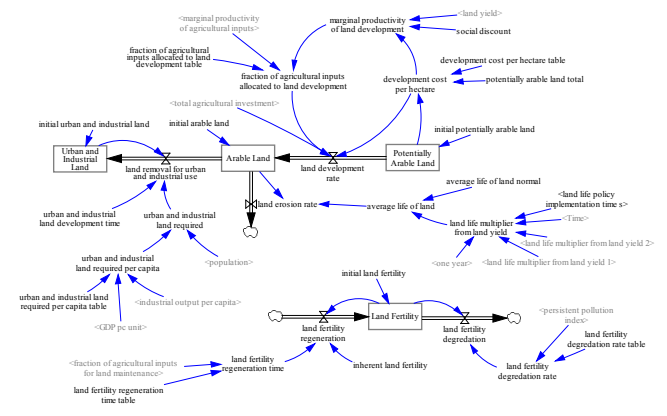 <marginal productivity
of agricultural inputs>
marginal productivity
of land development
<land yield>
social discount
fraction of agricultural
inputs allocated to land
development table
fraction of agricultural inputs
allocated to land development
development cost
per hectare
development cost per hectare table
potentially arable land total
<total agricultural investment>
initial urban and industrial land
initial arable land
initial potentially arable land
Urban and
Industrial
Land
Arable Land
Potentially
Arable Land
land removal for urban
and industrial use
land development
rate
urban and industrial
land development time
urban and industrial
land required
land erosion rate
average life of land
average life of land normal
land life multiplier
from land yield
<land life policy
implementation time s>
<Time>
<land life multiplier from land yield 2>
<land life multiplier from land yield 1>
<one year>
urban and industrial
land required per capita
<population>
urban and industrial land
required per capita table
<industrial output per capita>
<GDP pc unit>
initial land fertility
Land Fertility
land fertility
regeneration
land fertility
degredation
<persistent pollution
index>
land fertility
degredation rate table
land fertility
degredation rate
<fraction of agricultural inputs
for land maintenance>
land fertility
regeneration time
inherent land fertility
land fertility regeneration
time table